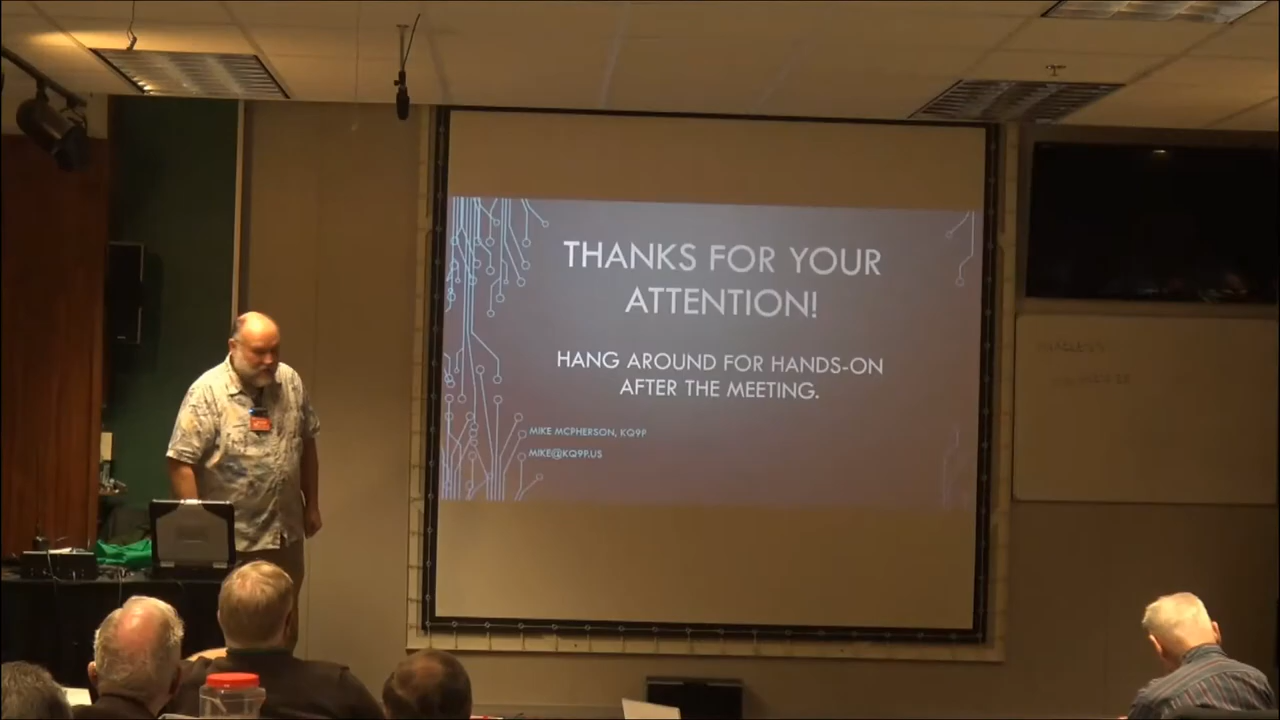 THANKS FOR YOUR
ATTENTION!
HANG AROUND FOR HANDS-ON
AFTER THE MEETING.
MIKE MCPHERSON, KQ9P
MIKE@KQ9P.US